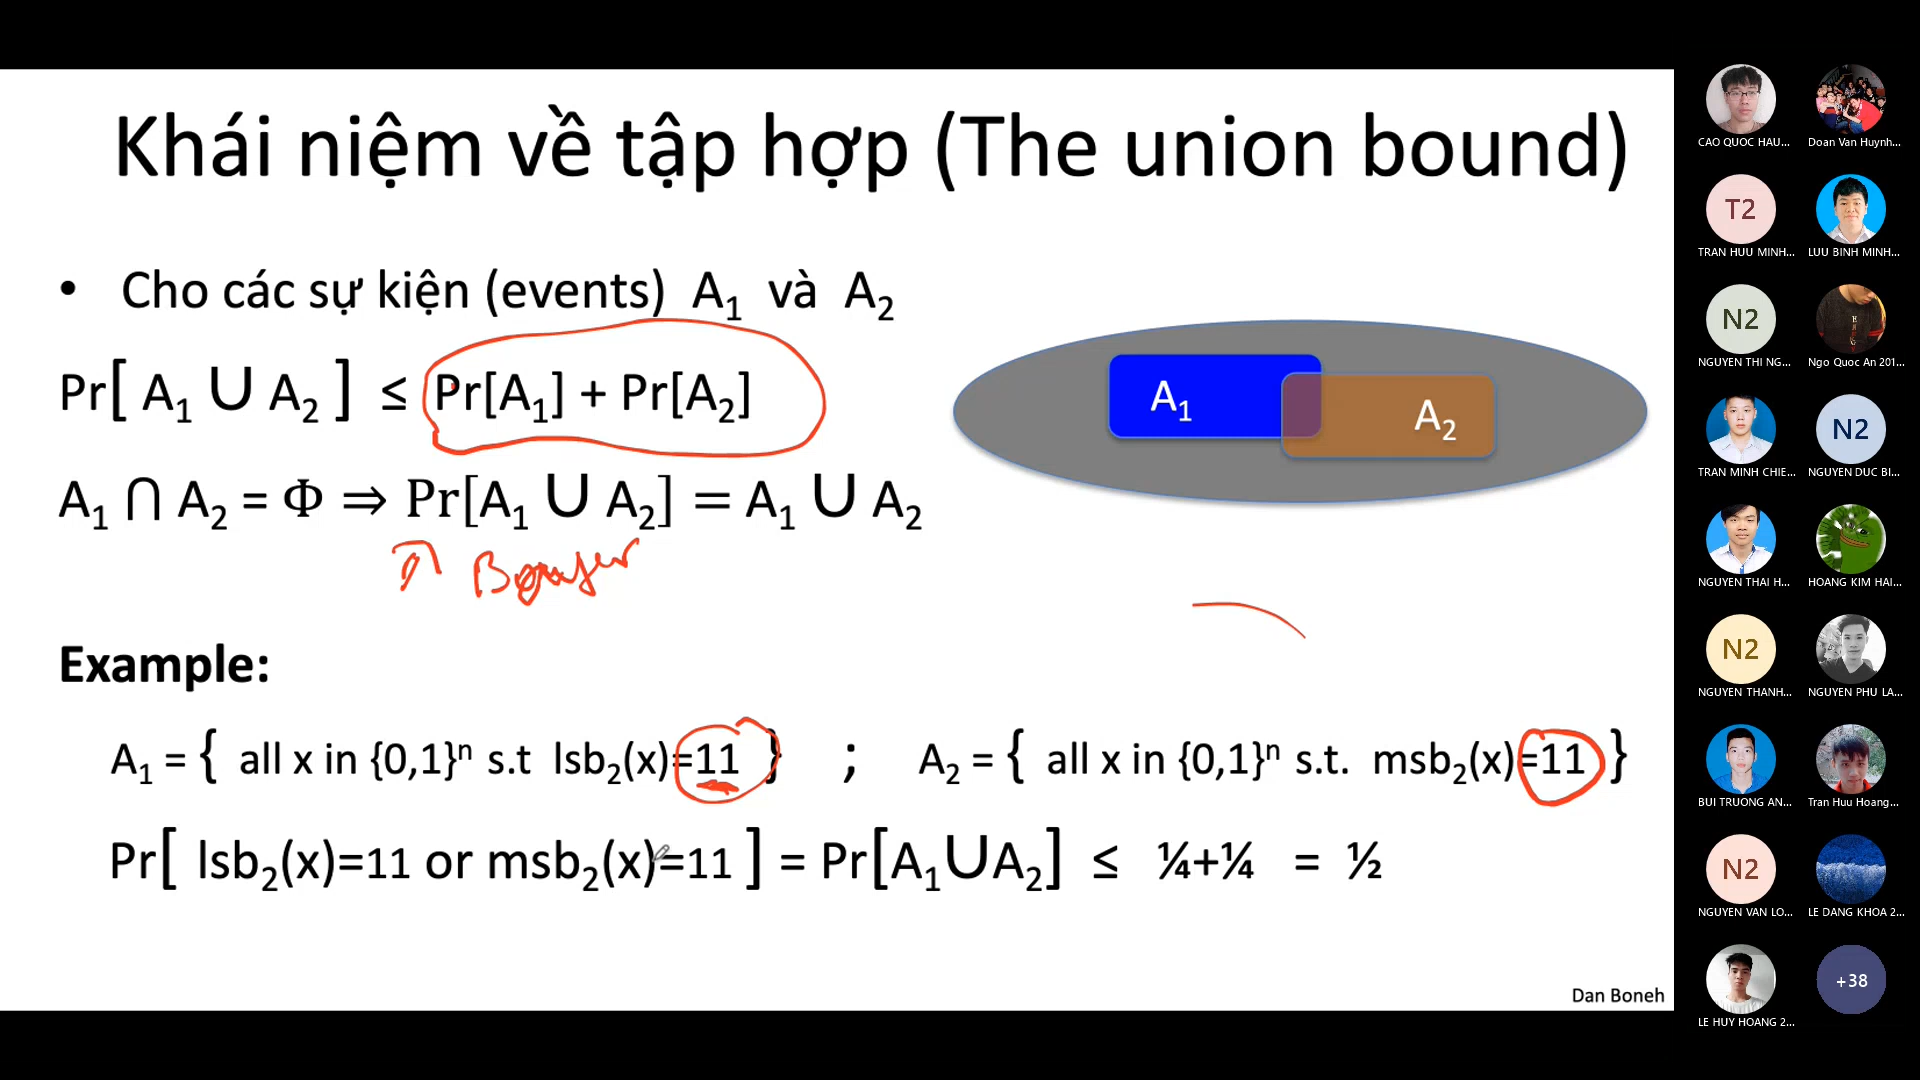 Khái niệm về tập hợp (The union bound)
• Cho các sự kiện (events) A₁ và A₂
Pr[ A₁ ∪ A₂ ] ≤ Pr[A₁] + Pr[A₂]
A₁ ∩ A₂ = Φ ⇒ Pr[A₁ ∪ A₂] = A₁ ∪ A₂
A₁
A₂
Example:
A₁ = { all x in {0,1}ⁿ s.t lsb₂(x)=11 } ; A₂ = { all x in {0,1}ⁿ s.t. msb₂(x)=11 }
Pr[ lsb₂(x)=11 or msb₂(x)=11 ] = Pr[A₁∪A₂] ≤ ¼+¼ = ½
Dan Boneh
CAO QUOC HAU...
Doan Van Huynh...
T2
TRAN HUU MINH...
LUU BINH MINH...
N2
NGUYEN THI NG...
Ngo Quoc An 201...
TRAN MINH CHIE...
N2
NGUYEN DUC BI...
NGUYEN THAI H...
HOANG KIM HAI...
N2
NGUYEN THANH...
NGUYEN PHU LA...
BUI TRUONG AN...
Tran Huu Hoang...
N2
NGUYEN VAN LO...
LE DANG KHOA 2...
LE HUY HOANG 2...
+38